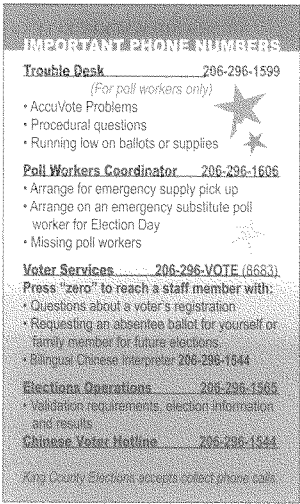 IMPORTANT PHONE NUMBERS
Trouble Desk 206-296-1599
(For poll workers only)
• AccuVote Problems
• Procedural questions
• Running low on ballots or supplies
Poll Workers Coordinator 206-296-1606
• Arrange for emergency supply pick up
• Arrange on an emergency substitute poll
worker for Election Day
• Missing poll workers
Voter Services 206-296-VOTE (8683)
Press "zero" to reach a staff member with:
• Questions about a voter's registration
• Requesting an absentee ballot for yourself or
family member for future elections.
• Bilingual Chinese Interpreter 206-296-1544
Elections Operations 206-296-1565
• Validation requirements, election information
and results
Chinese Voter Hotline 206-296-1544
King County Elections accepts collect phone calls.